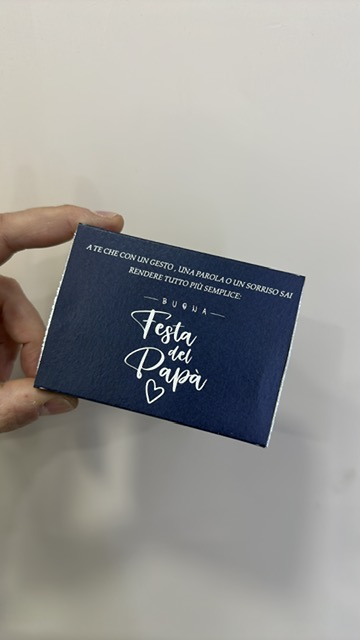 A TE CHE CON UN GESTO , UNA PAROLA O UN SORRISO SAI
RENDERE TUTTO PIÙ SEMPLICE:
BUONA
Festa
del
Papà